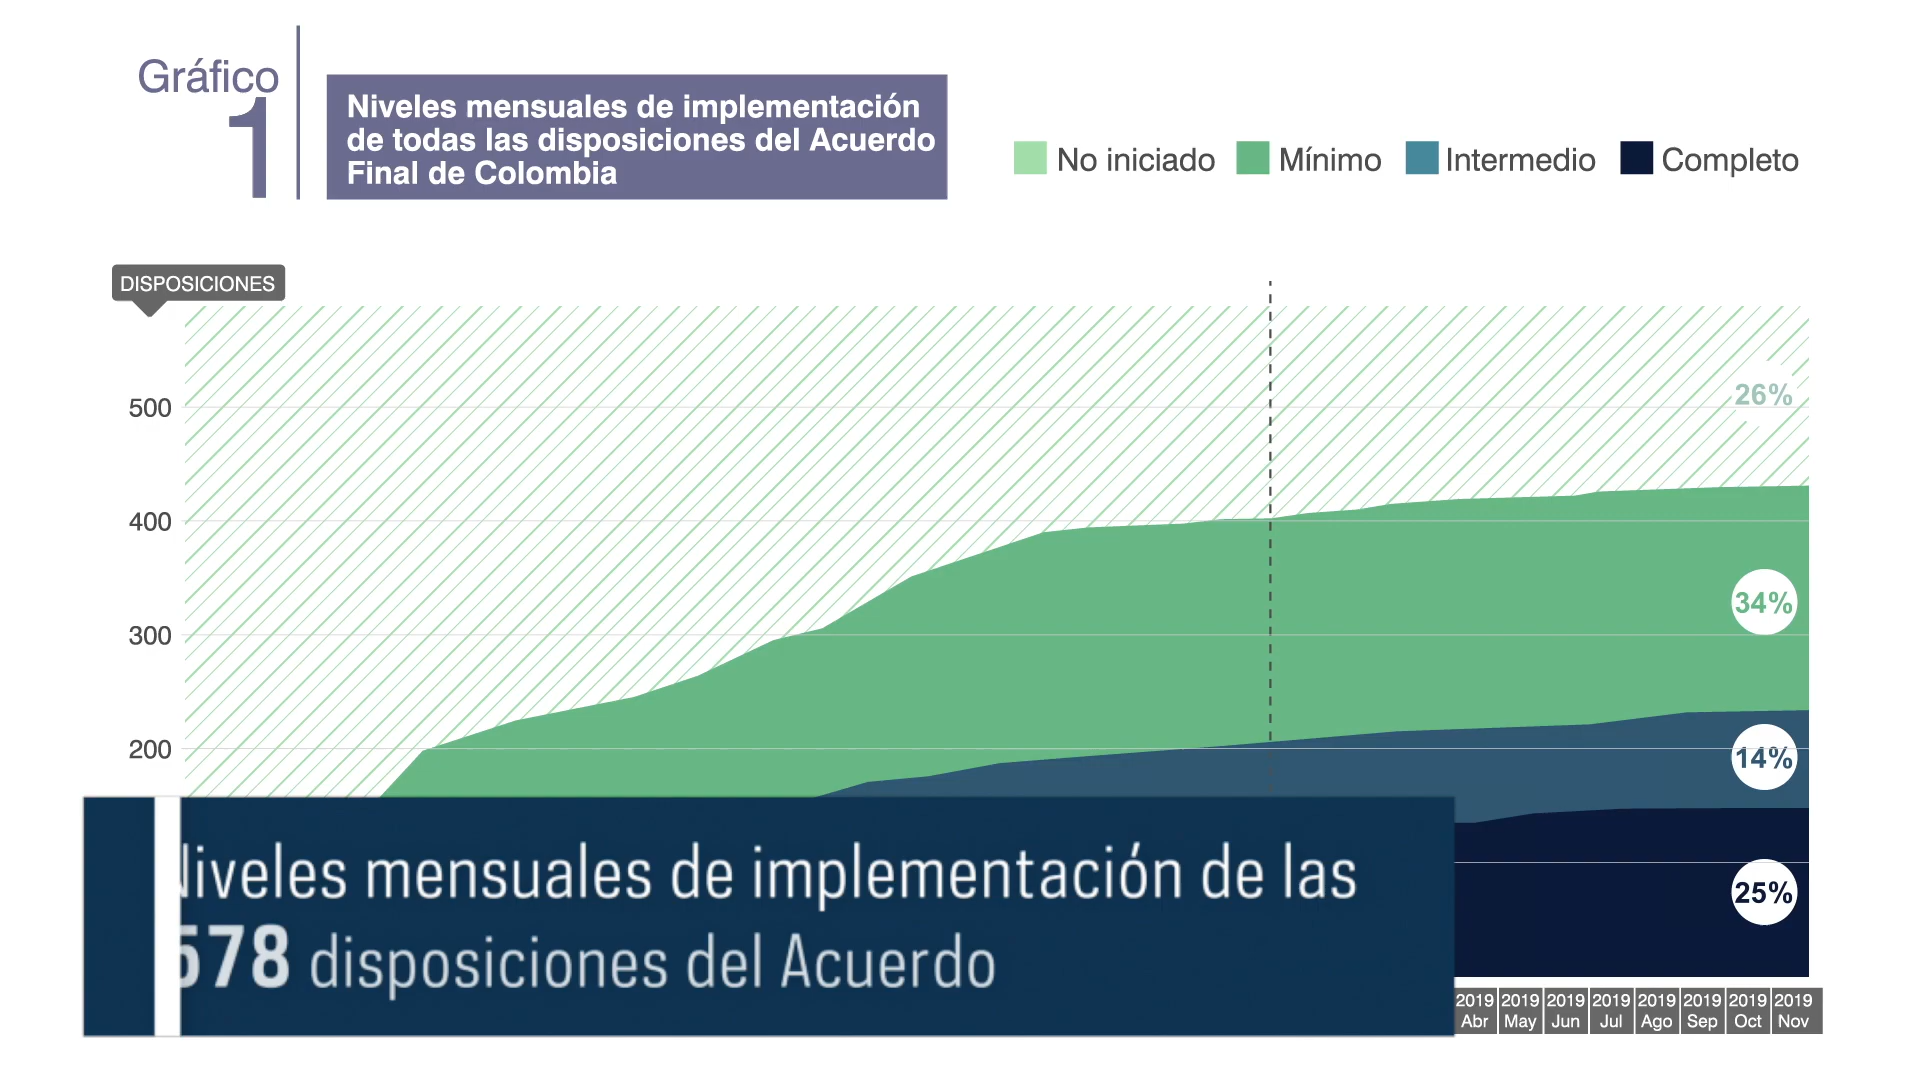 Gráfico
1
Niveles mensuales de implementación
de todas las disposiciones del Acuerdo
Final de Colombia
No iniciado Mínimo Intermedio Completo
DISPOSICIONES
26%
500
400
34%
300
200
14%
25%
Niveles mensuales de implementación de las
578 disposiciones del Acuerdo
2019 2019 2019 2019 2019 2019 2019 2019
Abr May Jun Jul Ago Sep Oct Nov